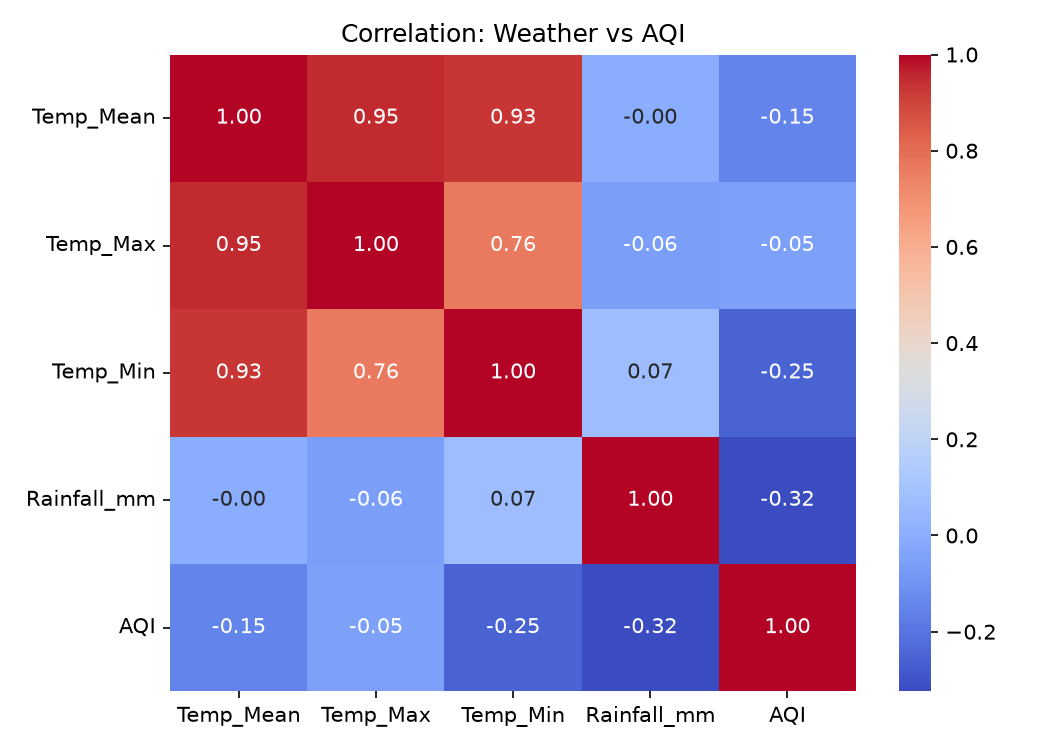 Correlation: Weather vs AQI
Temp_Mean 1.00 0.95 0.93 -0.00 -0.15
Temp_Max 0.95 1.00 0.76 -0.06 -0.05
Temp_Min 0.93 0.76 1.00 0.07 -0.25
Rainfall_mm -0.00 -0.06 0.07 1.00 -0.32
AQI -0.15 -0.05 -0.25 -0.32 1.00
Temp_Mean Temp_Max Temp_Min Rainfall_mm AQI
1.0
0.8
0.6
0.4
0.2
0.0
−0.2